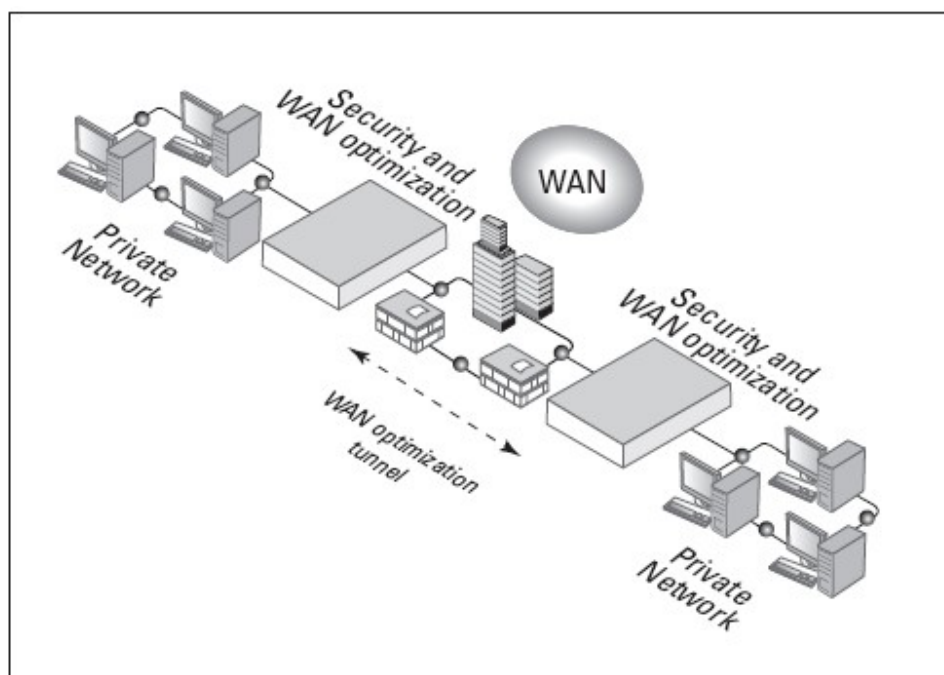 Security and
WAN optimization
WAN
Private
Network
Security and
WAN optimization
WAN optimization
tunnel
Private
Network